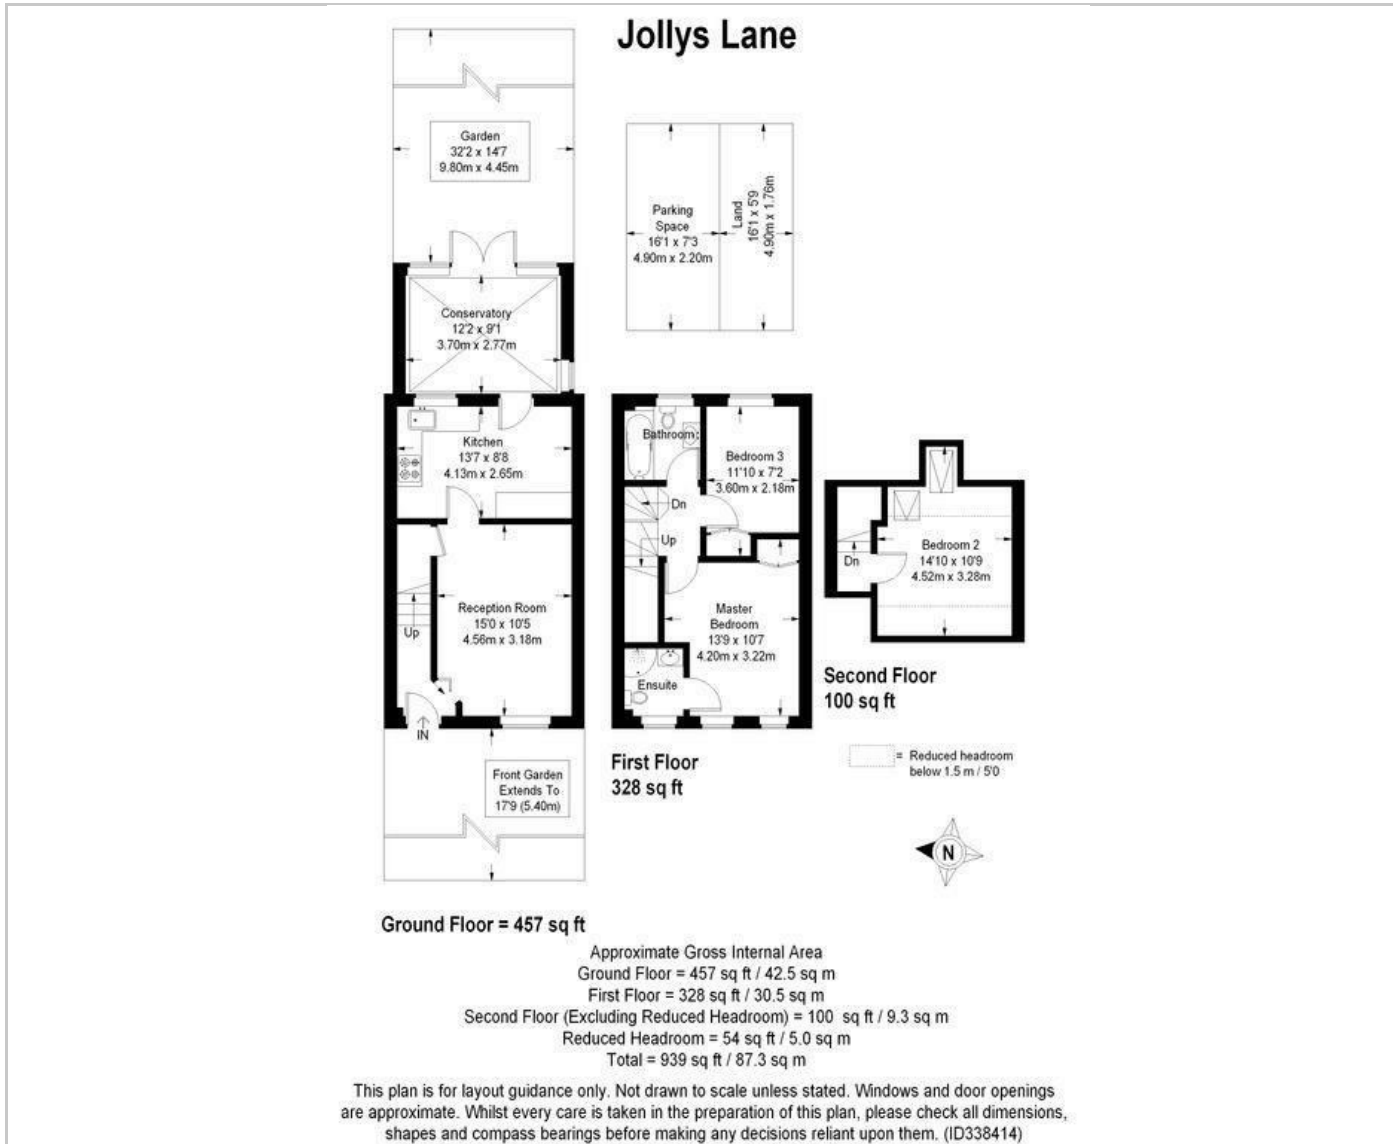 Jollys Lane
Garden
32'2 x 14'7
9.80m x 4.45m
Parking
Space
16'1 x 7'3
4.90m x 2.20m
Land
16'1 x 5'9
4.90m x 1.76m
Conservatory
12'2 x 9'1
3.70m x 2.77m
Kitchen
13'7 x 8'8
4.13m x 2.65m
Reception Room
15'0 x 10'5
4.56m x 3.18m
Up
IN
Front Garden
Extends To
17'9 (5.40m)
Ground Floor = 457 sq ft
Bathroom
Bedroom 3
11'10 x 7'2
3.60m x 2.18m
Dn
Up
Master
Bedroom
13'9 x 10'7
4.20m x 3.22m
Ensuite
First Floor
328 sq ft
Bedroom 2
14'10 x 10'9
4.52m x 3.28m
Dn
Second Floor
100 sq ft
= Reduced headroom
below 1.5 m / 5'0
N
Approximate Gross Internal Area
Ground Floor = 457 sq ft / 42.5 sq m
First Floor = 328 sq ft / 30.5 sq m
Second Floor (Excluding Reduced Headroom) = 100 sq ft / 9.3 sq m
Reduced Headroom = 54 sq ft / 5.0 sq m
Total = 939 sq ft / 87.3 sq m
This plan is for layout guidance only. Not drawn to scale unless stated. Windows and door openings
are approximate. Whilst every care is taken in the preparation of this plan, please check all dimensions,
shapes and compass bearings before making any decisions reliant upon them. (ID338414)